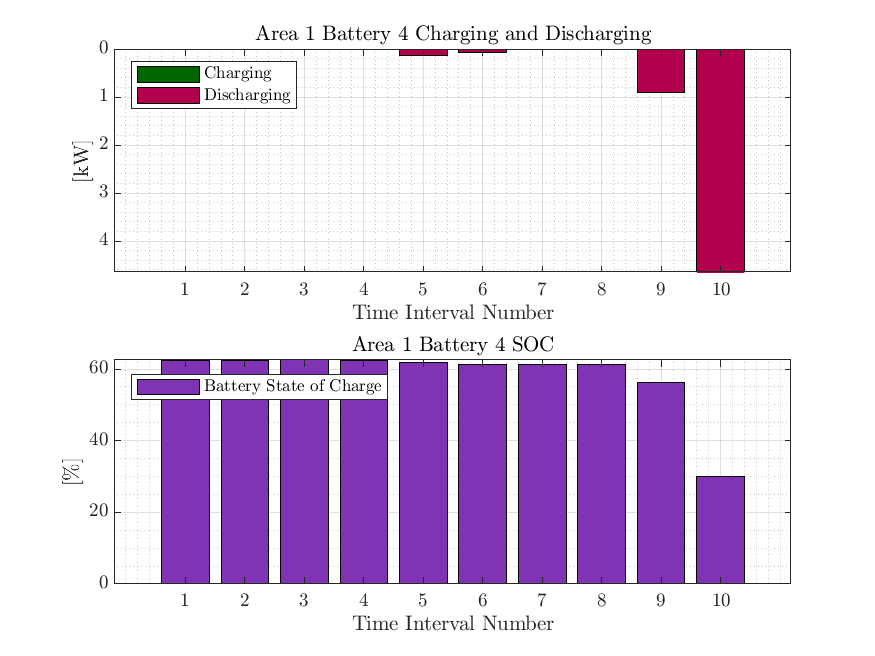 Area 1 Battery 4 Charging and Discharging
0
1
2
3
4
[kW]
Charging
Discharging
1 2 3 4 5 6 7 8 9 10
Time Interval Number
Area 1 Battery 4 SOC
60
40
20
0
[%]
Battery State of Charge
1 2 3 4 5 6 7 8 9 10
Time Interval Number